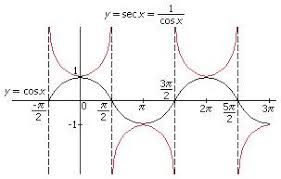 y = sec x = 1/cos x
y = cos x
1
-π/2
0
π/2
π
3π/2
2π
5π/2
3π
-1